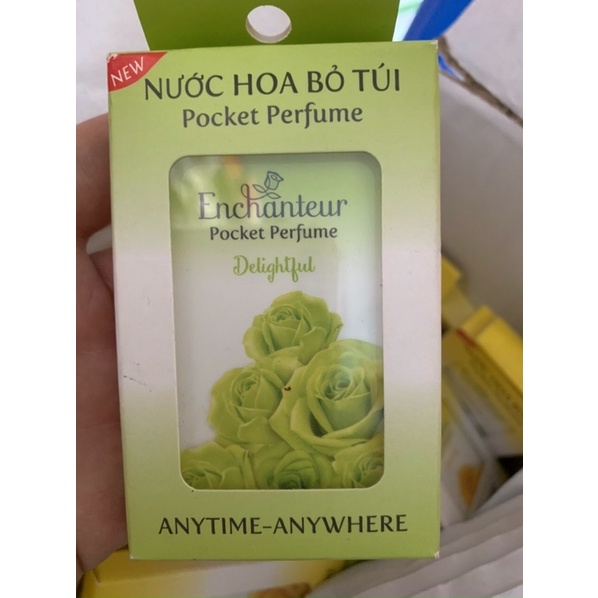 NEW
NƯỚC HOA BỎ TÚI
Pocket Perfume
Enchanteur
Pocket Perfume
Delightful
ANYTIME-ANYWHERE